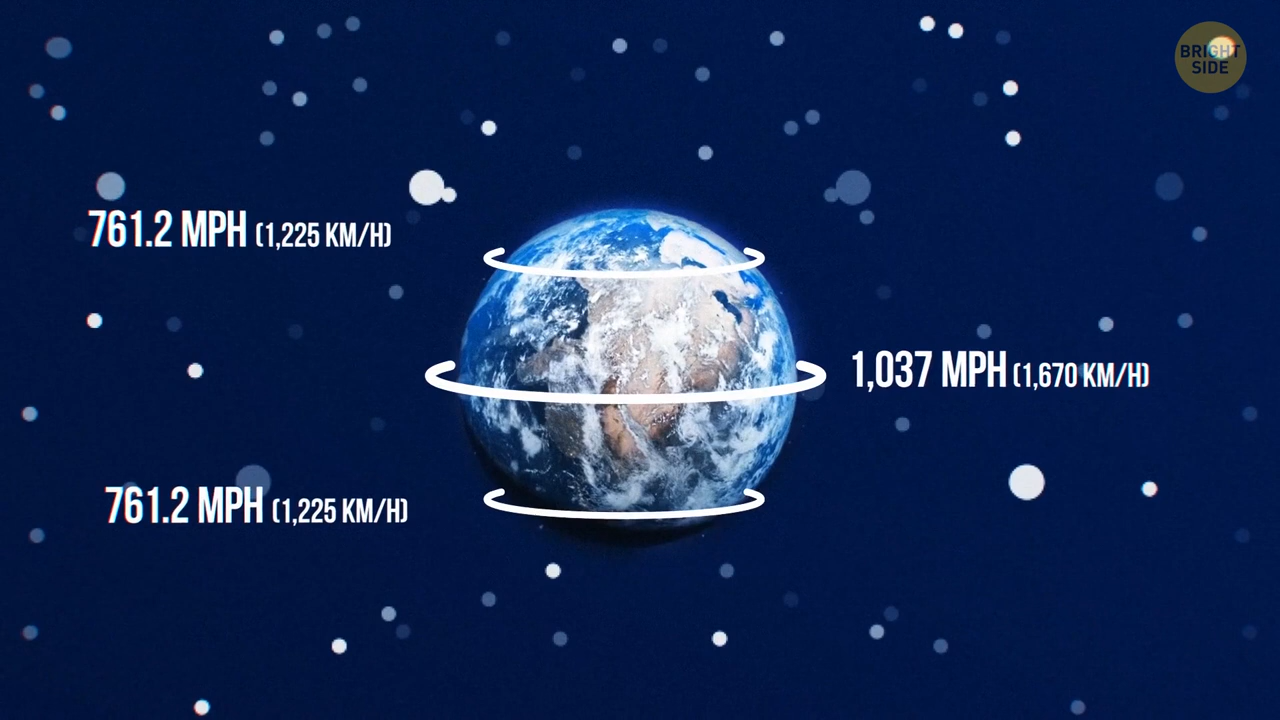 BRIGHT
SIDE
761.2 MPH (1,225 KM/H)
1,037 MPH (1,670 KM/H)
761.2 MPH (1,225 KM/H)